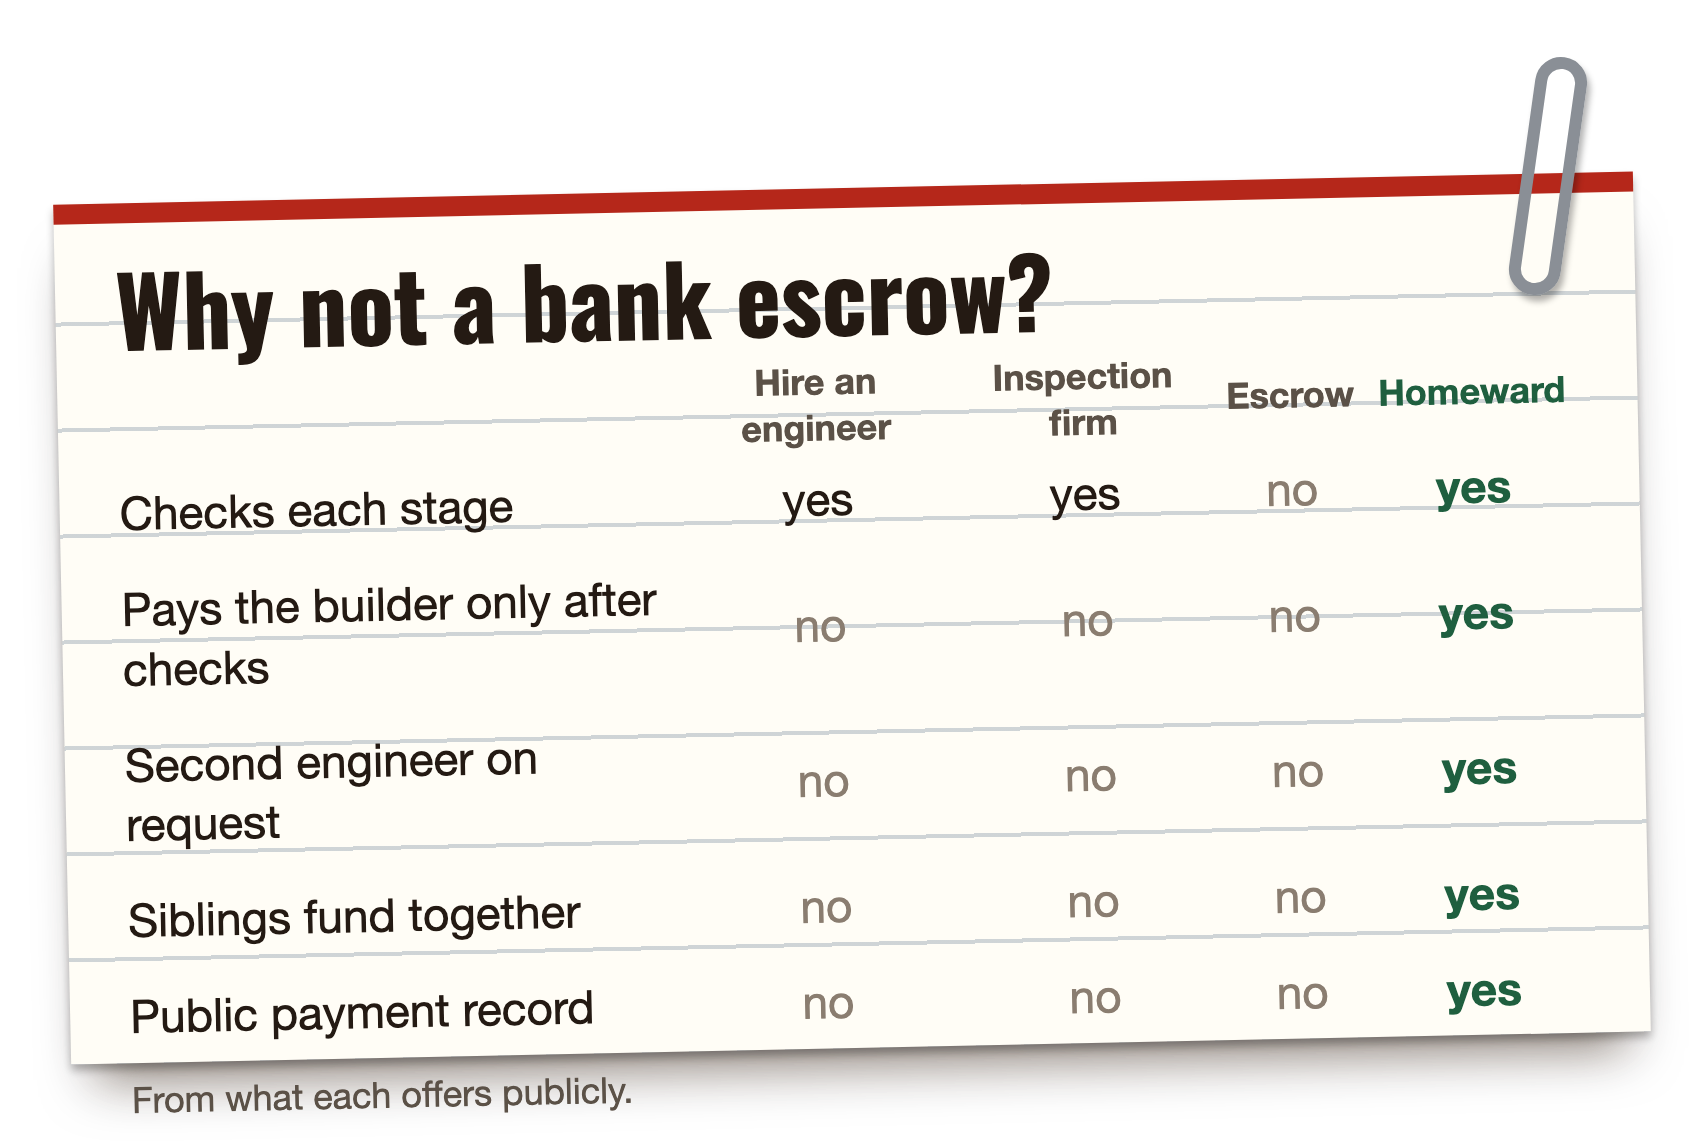 Why not a bank escrow?
Hire an engineer Inspection firm Escrow Homeward
Checks each stage yes yes no yes
Pays the builder only after checks no no no yes
Second engineer on request no no no yes
Siblings fund together no no no yes
Public payment record no no no yes
From what each offers publicly.